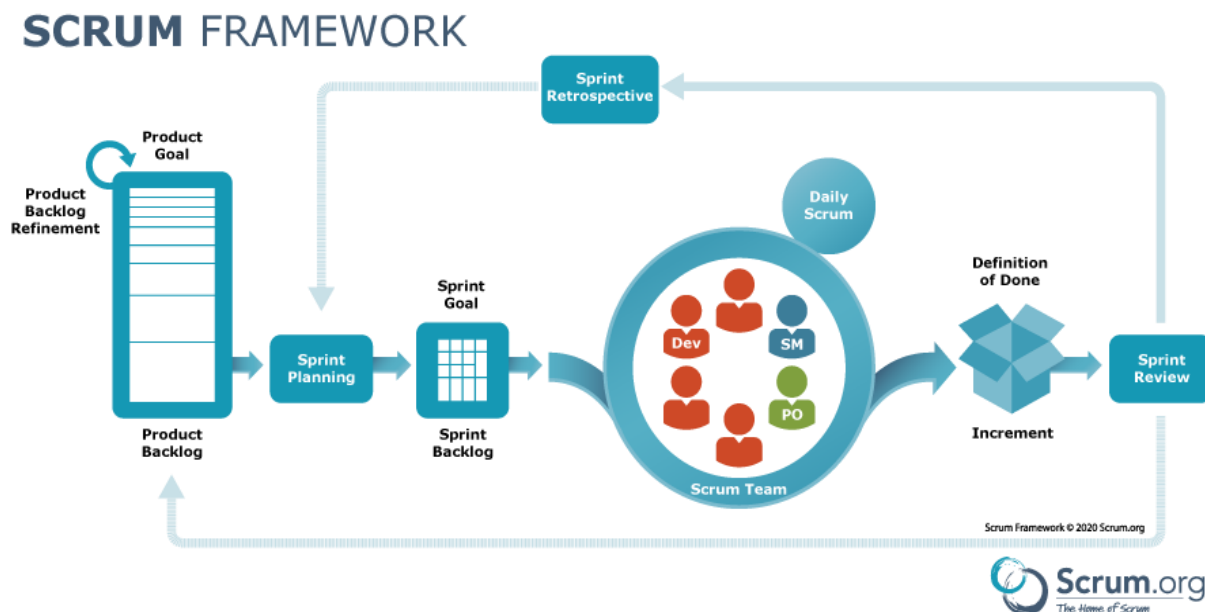 SCRUM FRAMEWORK
Sprint
Retrospective
Product
Goal
Product
Backlog
Refinement
Daily
Scrum
Definition
of Done
Sprint
Goal
Dev
SM
Sprint
Planning
Sprint
Review
PO
Product
Backlog
Sprint
Backlog
Increment
Scrum Team
Scrum Framework © 2020 Scrum.org
Scrum.org
The Home of Scrum